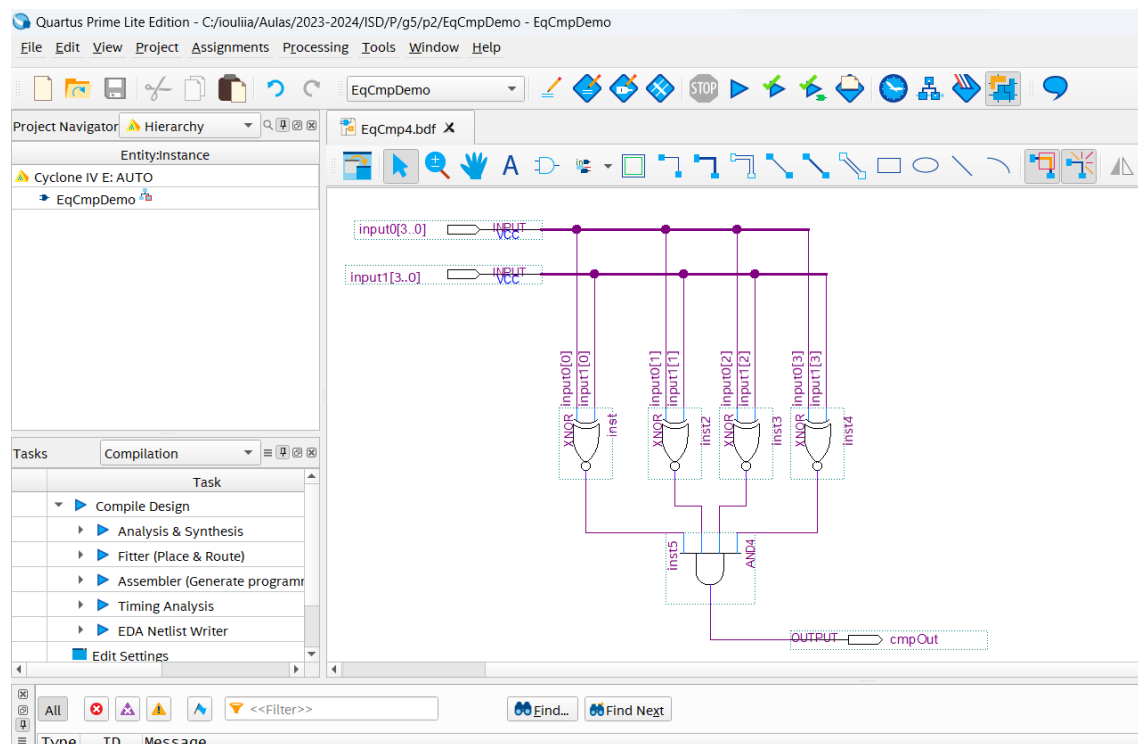 Quartus Prime Lite Edition - C:/iouliia/Aulas/2023-2024/ISD/P/g5/p2/EqCmpDemo - EqCmpDemo
File Edit View Project Assignments Processing Tools Window Help
STOP
EqCmpDemo
Project Navigator Hierarchy
EqCmp4.bdf X
Entity:Instance
Cyclone IV E: AUTO
EqCmpDemo
A
input0[3..0] INPUT
VCC
input1[3..0] INPUT
VCC
input0[0]
input1[0]
input0[1]
input1[1]
input0[2]
input1[2]
input0[3]
input1[3]
XNOR
inst
XNOR
inst2
XNOR
inst3
XNOR
inst4
inst5
AND4
OUTPUT cmpOut
Tasks Compilation
Task
Compile Design
Analysis & Synthesis
Fitter (Place & Route)
Assembler (Generate programr
Timing Analysis
EDA Netlist Writer
Edit Settings
All <<Filter>> Find... Find Next
Type ID Message